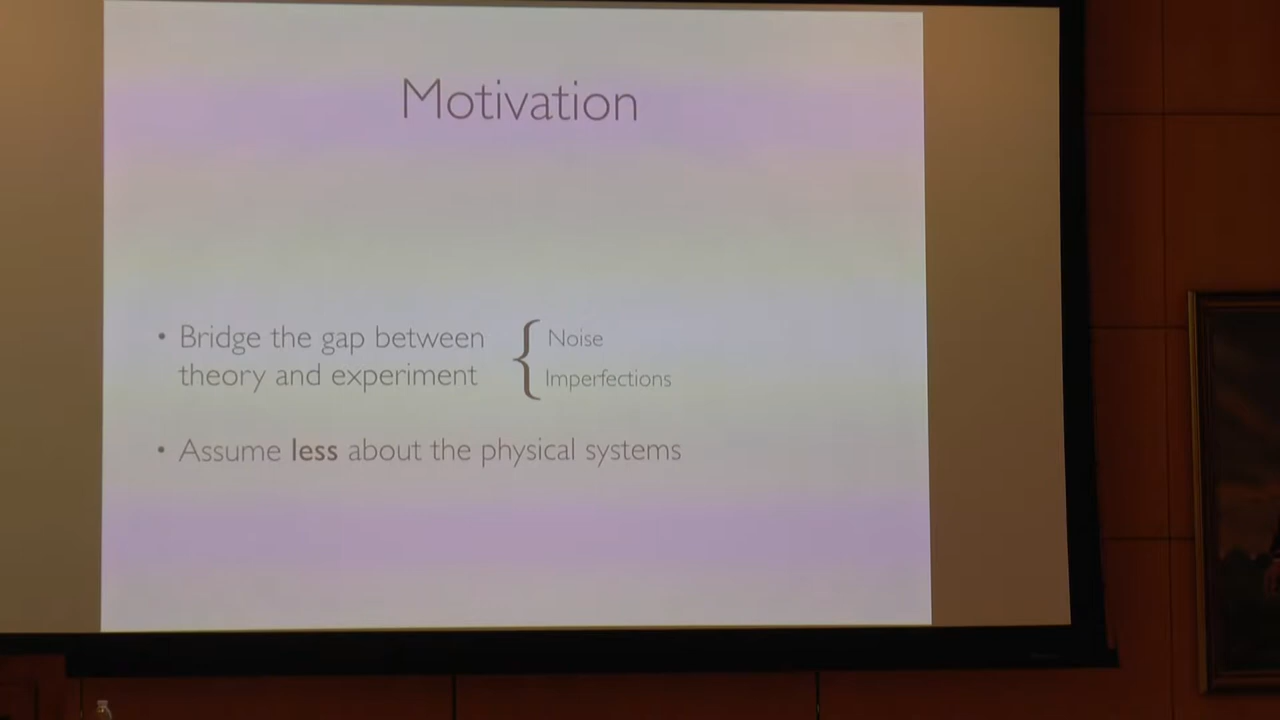 Motivation
• Bridge the gap between { Noise
theory and experiment Imperfections
• Assume less about the physical systems